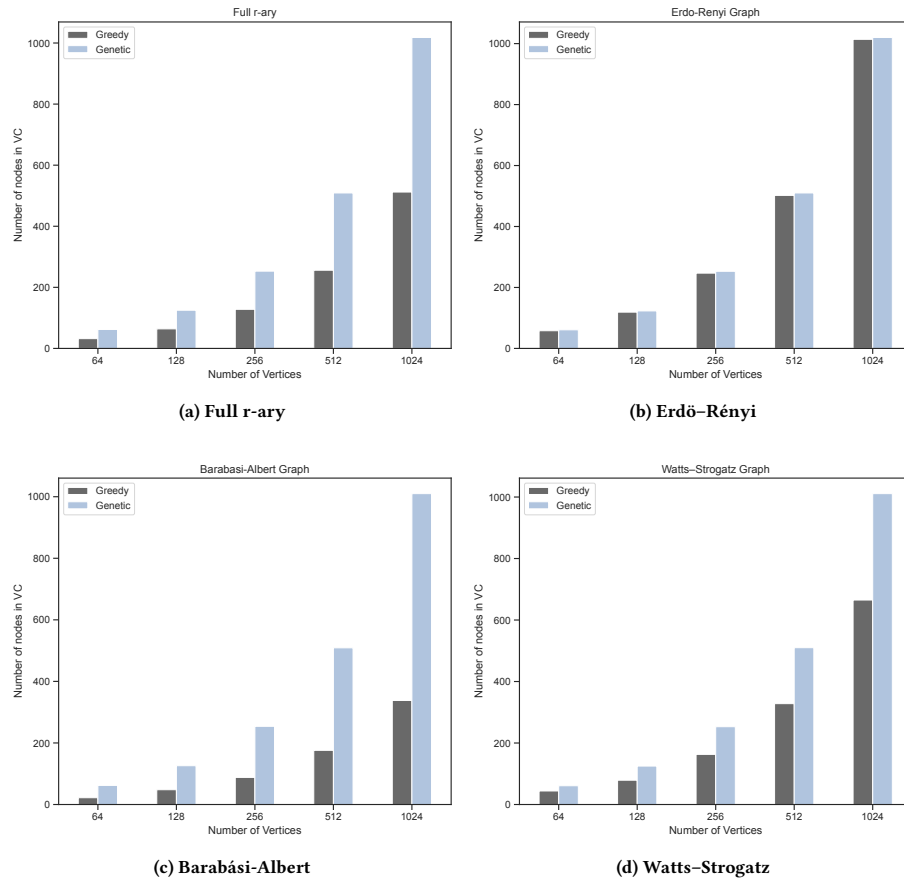 Full r-ary
Greedy
Genetic
1000
800
600
400
200
0
Number of nodes in VC
64 128 256 512 1024
Number of Vertices
(a) Full r-ary
Erdo-Renyi Graph
Greedy
Genetic
1000
800
600
400
200
0
Number of nodes in VC
64 128 256 512 1024
Number of Vertices
(b) Erdö–Rényi
Barabasi-Albert Graph
Greedy
Genetic
1000
800
600
400
200
0
Number of nodes in VC
64 128 256 512 1024
Number of Vertices
(c) Barabási-Albert
Watts–Strogatz Graph
Greedy
Genetic
1000
800
600
400
200
0
Number of nodes in VC
64 128 256 512 1024
Number of Vertices
(d) Watts–Strogatz